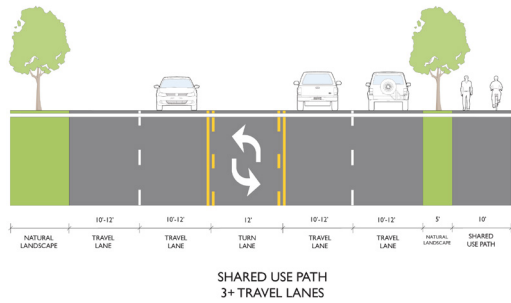 10'-12'
10'-12'
12'
10'-12'
10'-12'
5'
10'
NATURAL
LANDSCAPE
TRAVEL
LANE
TRAVEL
LANE
TURN
LANE
TRAVEL
LANE
TRAVEL
LANE
NATURAL
LANDSCAPE
SHARED
USE PATH
SHARED USE PATH
3+ TRAVEL LANES